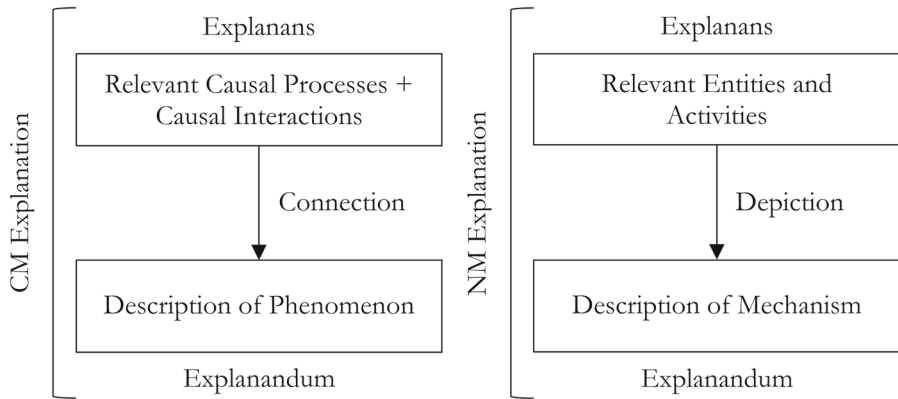 CM Explanation
Explanans
Relevant Causal Processes +
Causal Interactions
Connection
Description of Phenomenon
Explanandum
NM Explanation
Explanans
Relevant Entities and
Activities
Depiction
Description of Mechanism
Explanandum